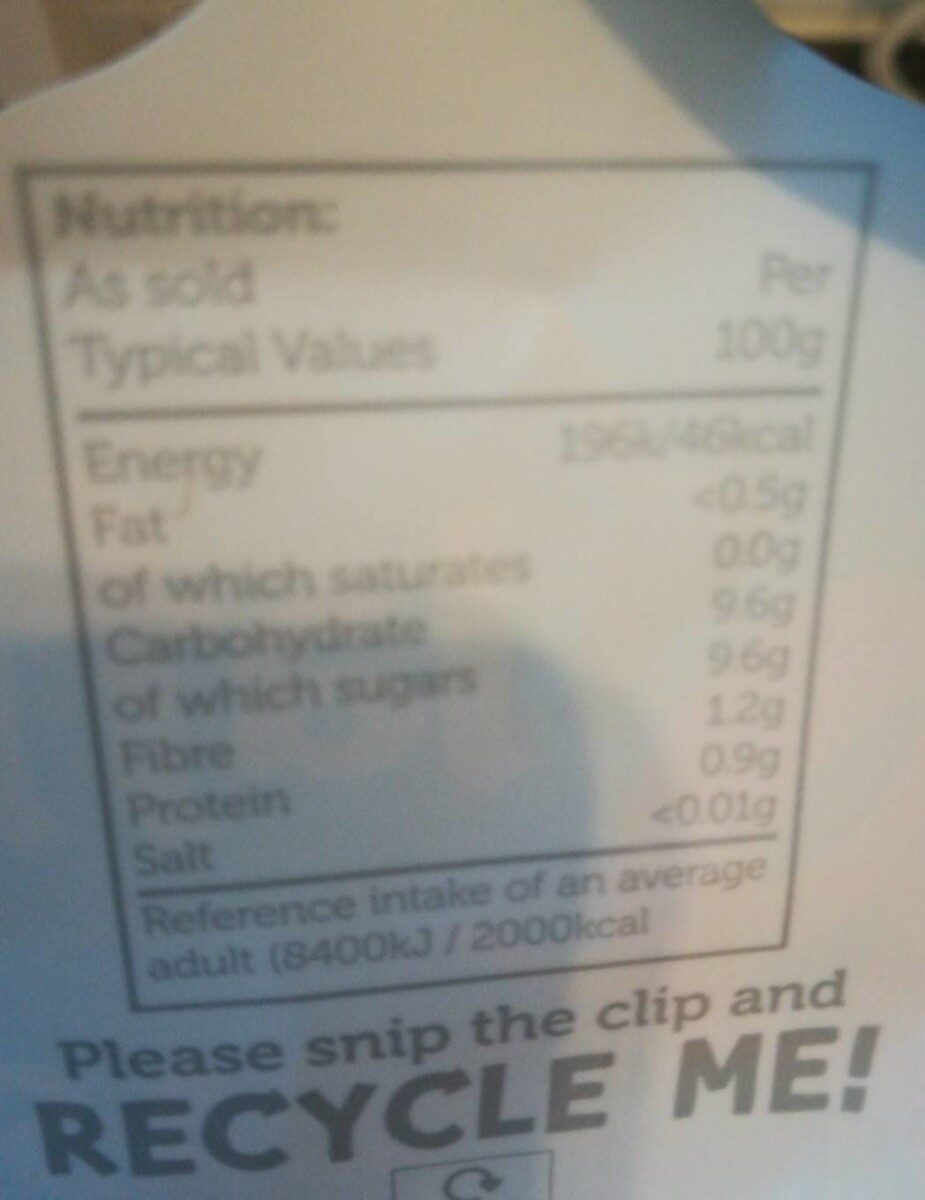 Nutrition:
As sold Per
Typical Values 100g
Energy 196k/46kcal
Fat <0.5g
of which saturates 0.0g
Carbohydrate 9.6g
of which sugars 9.6g
Fibre 1.2g
Protein 0.9g
Salt <0.01g
Reference intake of an average
adult (8400kJ / 2000kcal
Please snip the clip and
RECYCLE ME!